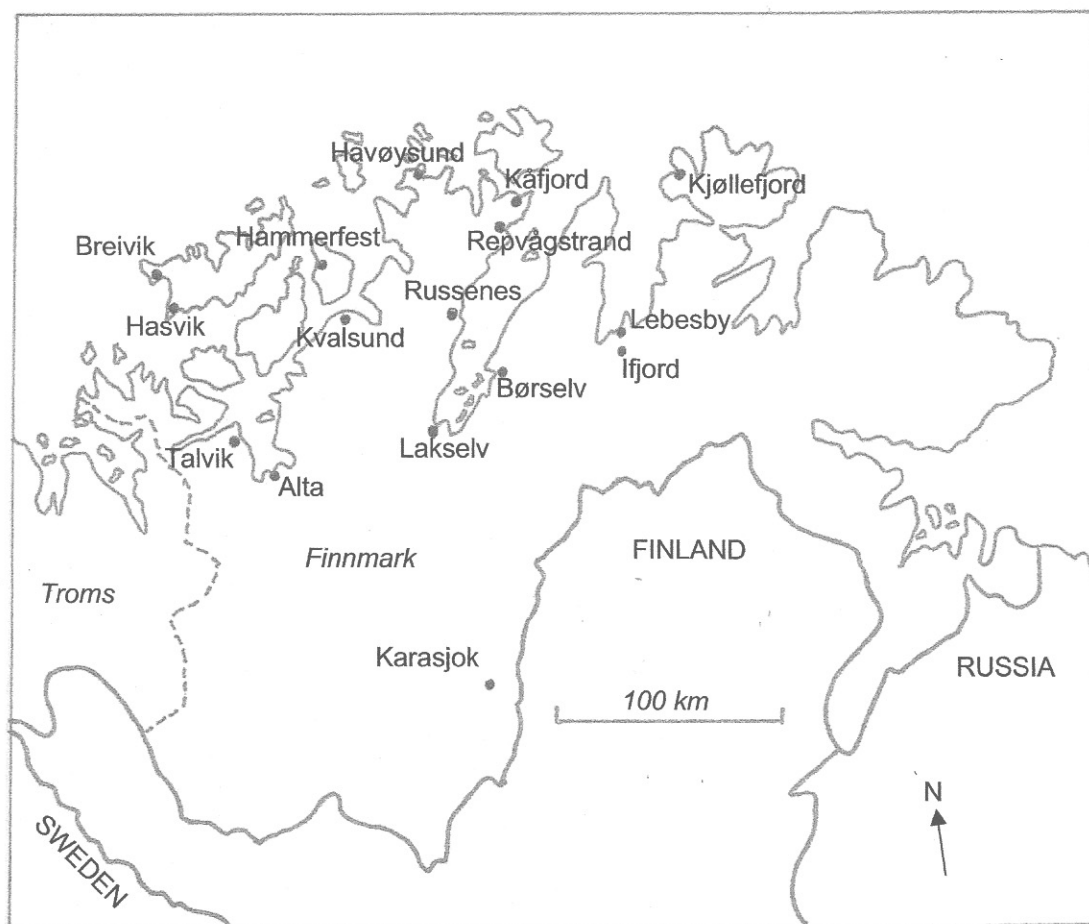 Havøysund
Kåfjord
Kjøllefjord
Breivik
Hammerfest
Repvågstrand
Russenes
Hasvik
Kvalsund
Lebesby
Ifjord
Børselv
Talvik
Lakselv
Alta
Finnmark
FINLAND
Troms
Karasjok
RUSSIA
100 km
N
SWEDEN